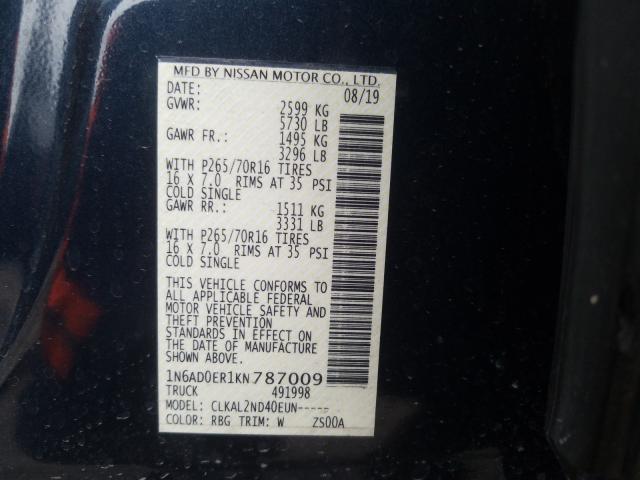 MFD BY NISSAN MOTOR CO., LTD.
DATE: 08/19
GVWR: 2599 KG
5730 LB
GAWR FR.: 1495 KG
3296 LB
WITH P265/70R16 TIRES
16 X 7.0 RIMS AT 35 PSI
COLD SINGLE
GAWR RR.: 1511 KG
3331 LB
WITH P265/70R16 TIRES
16 X 7.0 RIMS AT 35 PSI
COLD SINGLE
THIS VEHICLE CONFORMS TO
ALL APPLICABLE FEDERAL
MOTOR VEHICLE SAFETY AND
THEFT PREVENTION
STANDARDS IN EFFECT ON
THE DATE OF MANUFACTURE
SHOWN ABOVE.
1N6AD0ER1KN787009
TRUCK 491998
MODEL: CLKAL2ND40EUN-----
COLOR: RBG TRIM: W ZS00A